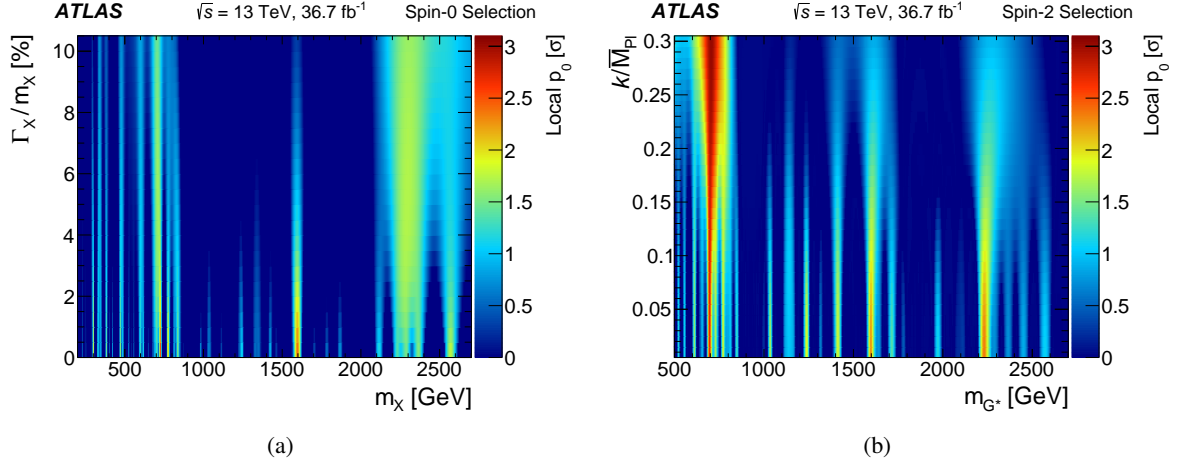 ATLAS √s = 13 TeV, 36.7 fb⁻¹ Spin-0 Selection
Γ_X/m_X [%]
10
8
6
4
2
0
500 1000 1500 2000 2500
m_X [GeV]
3
2.5
2
1.5
1
0.5
0
Local p₀ [σ]
(a)
ATLAS √s = 13 TeV, 36.7 fb⁻¹ Spin-2 Selection
k/M̅_Pl
0.3
0.25
0.2
0.15
0.1
0.05
500 1000 1500 2000 2500
m_G* [GeV]
3
2.5
2
1.5
1
0.5
0
Local p₀ [σ]
(b)